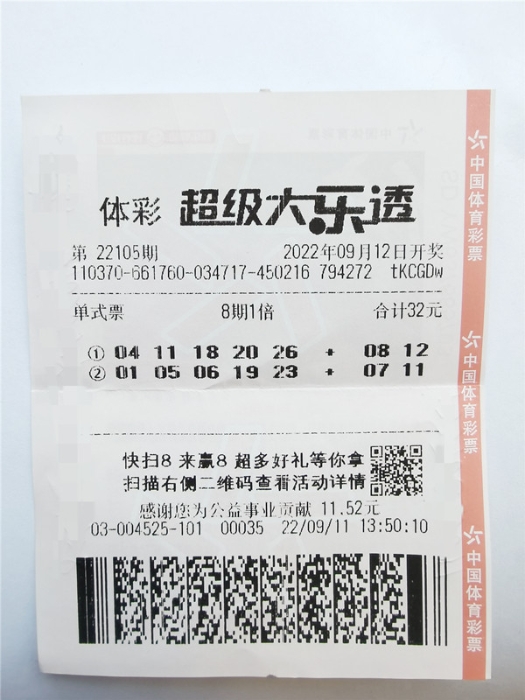 体彩 超级大乐透
第 22105期 2022年09月12日开奖
110370-661760-034717-450216 794272 tKCGDw
单式票 8期1倍 合计32元
① 04 11 18 20 26 + 08 12
② 01 05 06 19 23 + 07 11
快扫8 来赢8 超多好礼等你拿
扫描右侧二维码查看活动详情
感谢您为公益事业贡献 11.52元
03-004525-101 00035 22/09/11 13:50:10
中国体育彩票
中国体育彩票
中国体育彩票